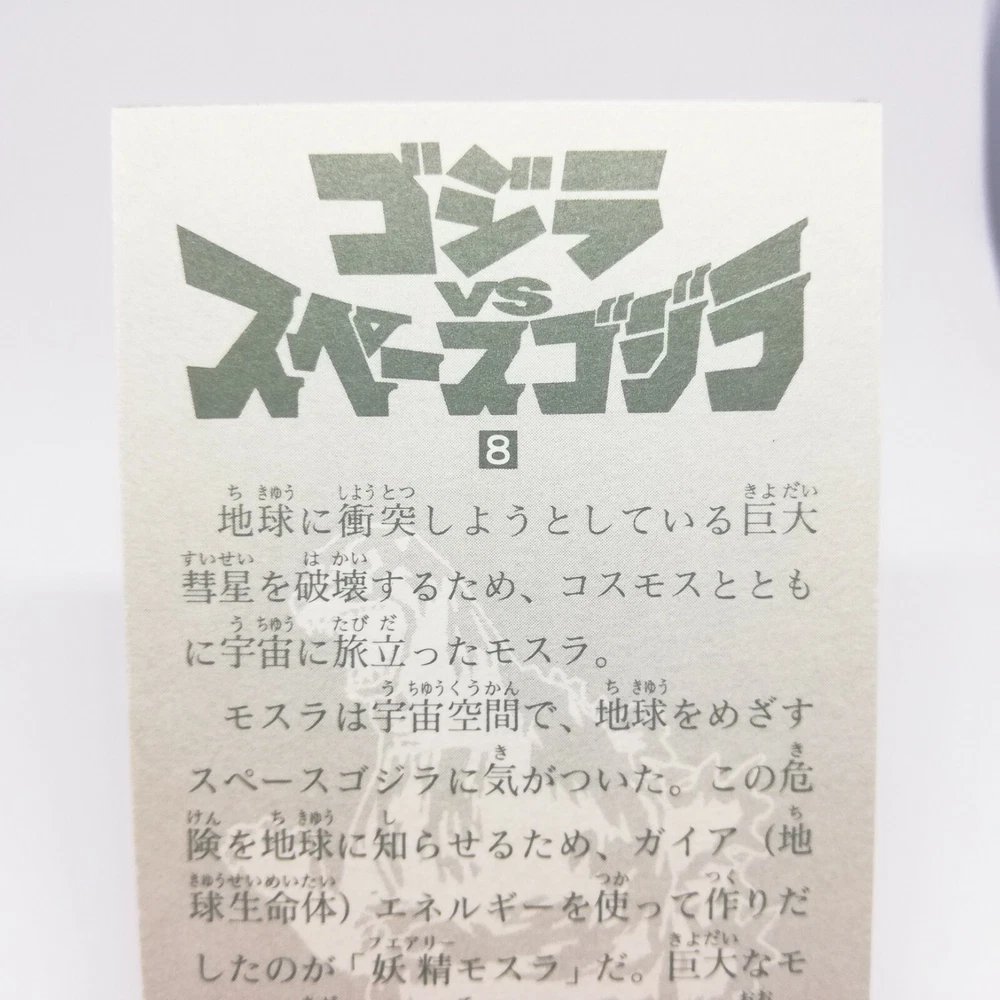 ゴジラ
VS
スペースゴジラ
8
地球に衝突しようとしている巨大
彗星を破壊するため、コスモスととも
に宇宙に旅立ったモスラ。
モスラは宇宙空間で、地球をめざす
スペースゴジラに気がついた。この危
険を地球に知らせるため、ガイア（地
球生命体）エネルギーを使って作りだ
したのが「妖精モスラ」だ。巨大なモ